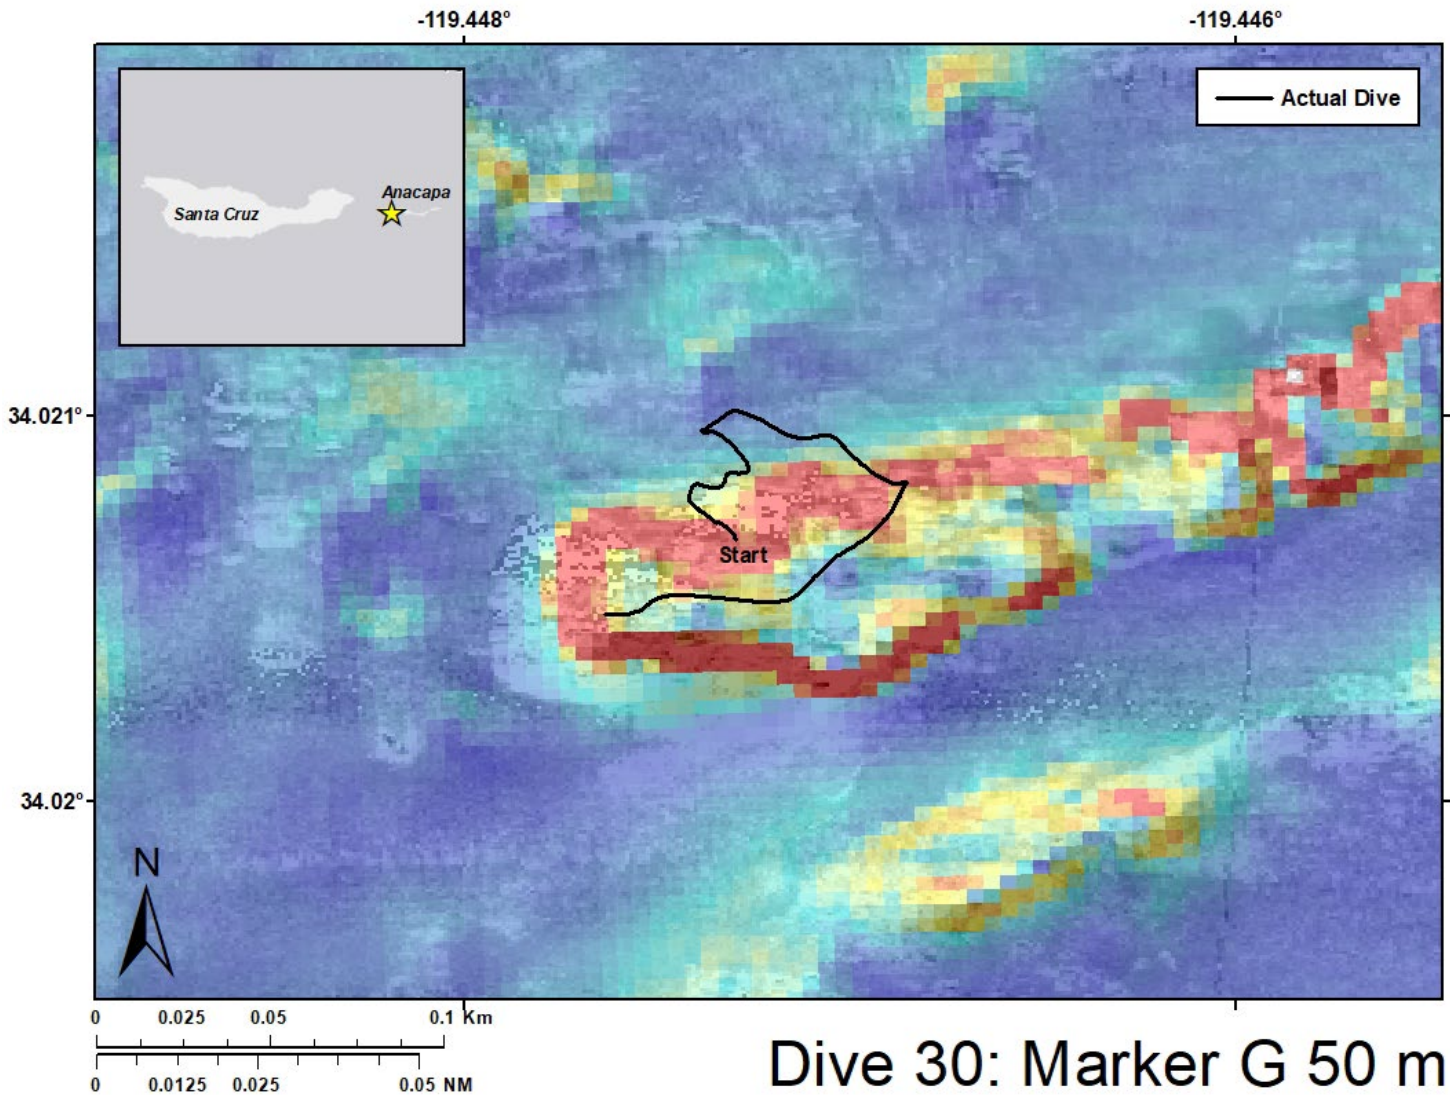 -119.448° -119.446°
Actual Dive
Anacapa
Santa Cruz
34.021°
Start
34.02°
N
0 0.025 0.05 0.1 Km
0 0.0125 0.025 0.05 NM
Dive 30: Marker G 50 m